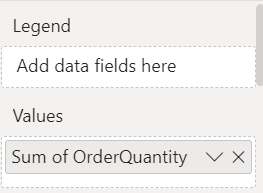 Legend
Add data fields here
Values
Sum of OrderQuantity